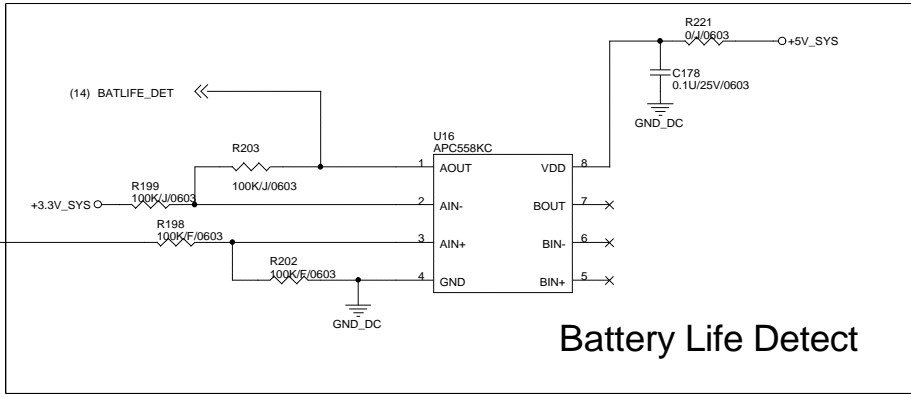 R221
0/J/0603
+5V_SYS
C178
0.1U/25V/0603
GND_DC
(14) BATLIFE_DET
U16
APC558KC
R203
100K/J/0603
1 AOUT VDD 8
R199
100K/J/0603
+3.3V_SYS
2 AIN- BOUT 7
R198
100K/F/0603
3 AIN+ BIN- 6
R202
100K/F/0603
4 GND BIN+ 5
GND_DC
Battery Life Detect